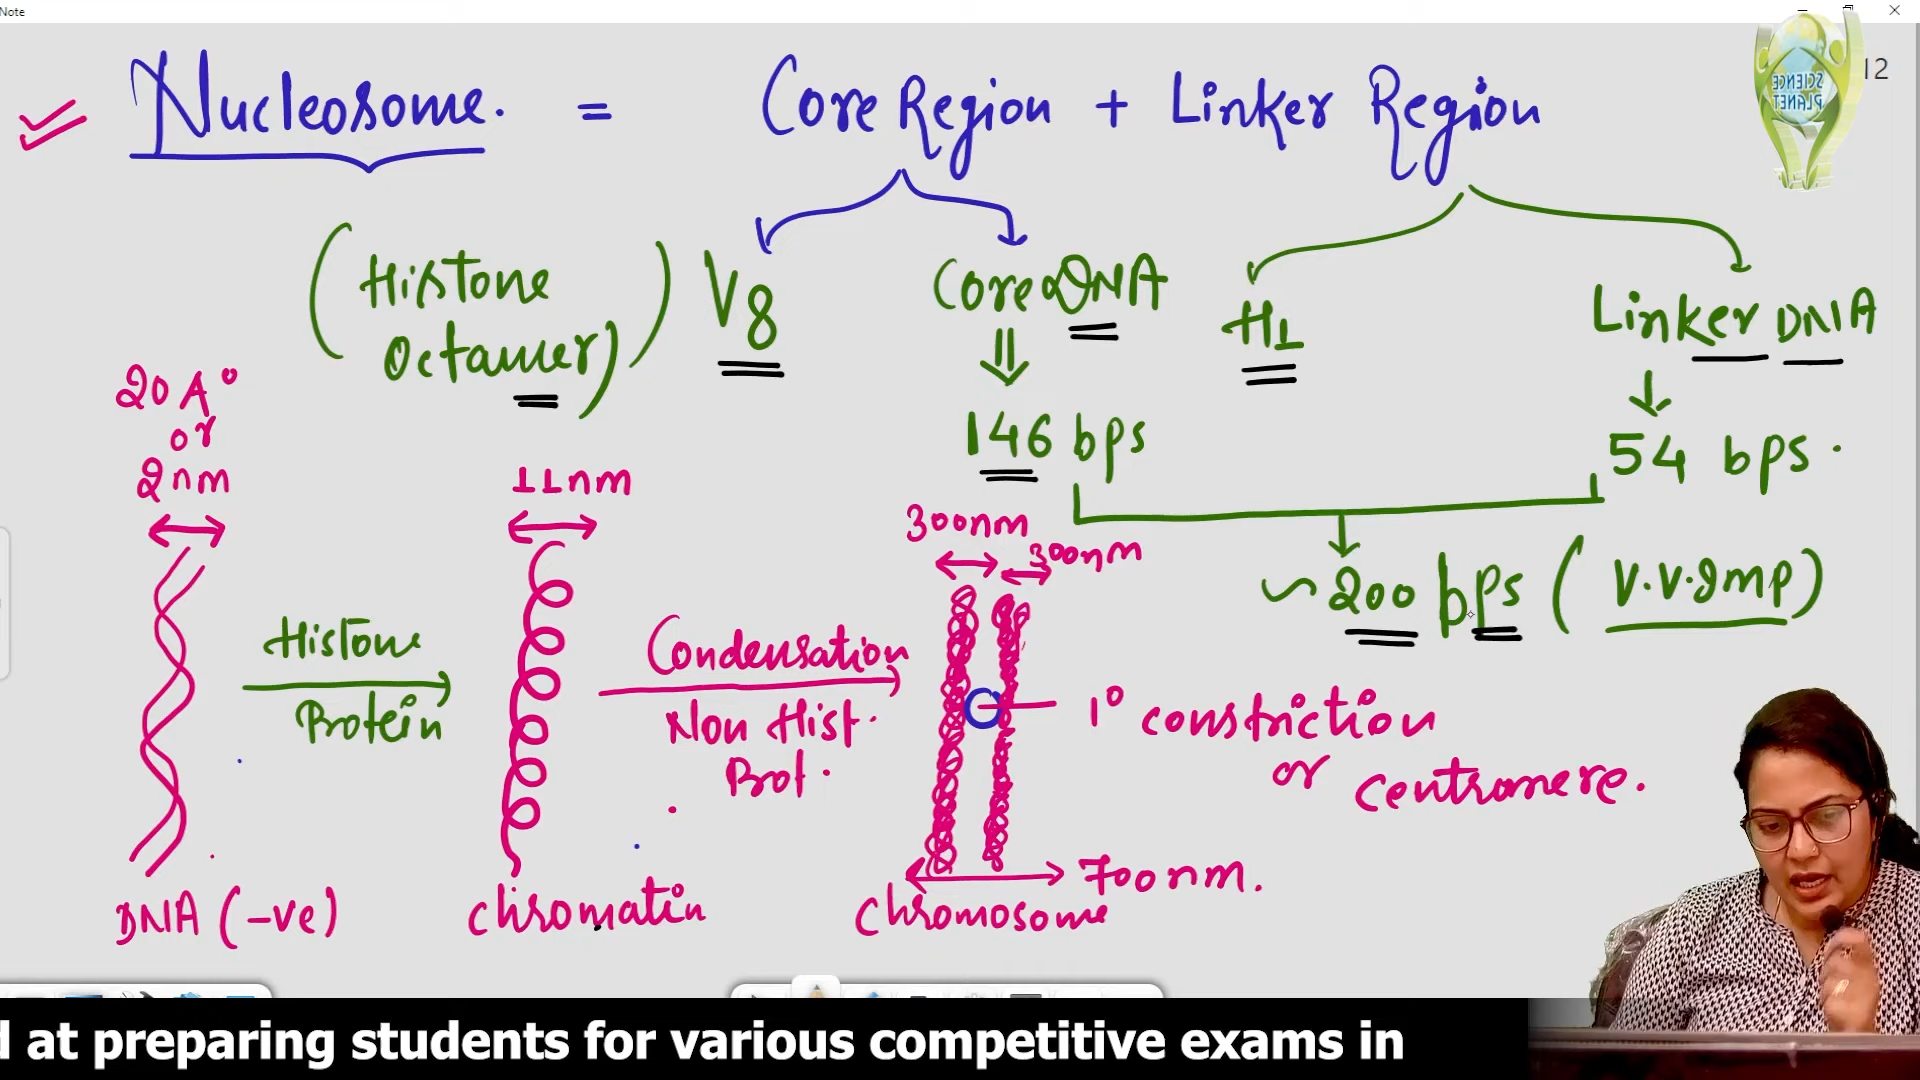 Note
SCIENCE
PLANET
12
Nucleosome. = Core Region + Linker Region
(Histone Octamer) V8
Core DNA
H1
Linker DNA
146 bps
54 bps.
~200 bps (V.V.Imp)
20 A°
or
2nm
11nm
300nm
300nm
Histone
Protein
Condensation
Non Hist.
Prot.
1° constriction
or centromere.
700nm.
DNA (-ve)
chromatin
chromosome
d at preparing students for various competitive exams in